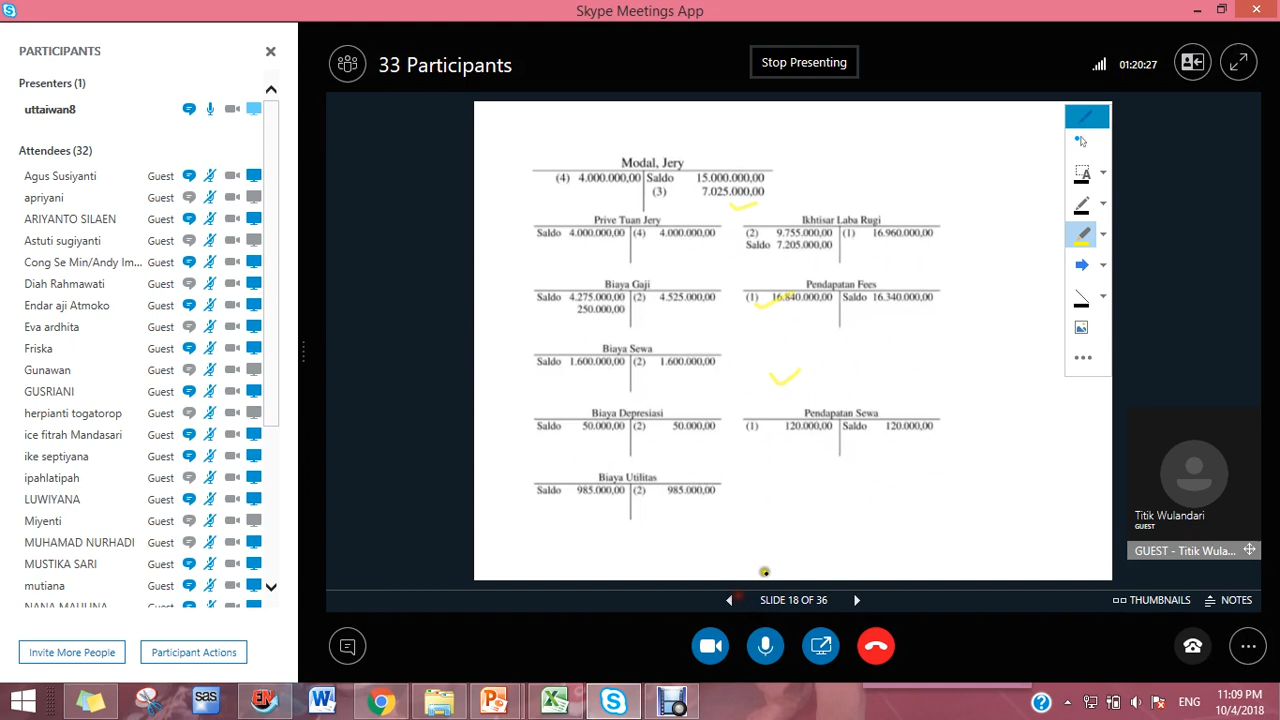 Skype Meetings App
PARTICIPANTS
Presenters (1)
uttaiwan8
Attendees (32)
Agus Susiyanti Guest
apriyani Guest
ARIYANTO SILAEN Guest
Astuti sugiyanti Guest
Cong Se Min/Andy Im... Guest
Diah Rahmawati Guest
Endar aji Atmoko Guest
Eva ardhita Guest
Friska Guest
Gunawan Guest
GUSRIANI Guest
herpianti togatorop Guest
ice fitrah Mandasari Guest
ike septiyana Guest
ipahlatipah Guest
LUWIYANA Guest
Miyenti Guest
MUHAMAD NURHADI Guest
MUSTIKA SARI Guest
mutiana Guest
NANA MAULINA Guest
Invite More People
Participant Actions
33 Participants
Stop Presenting
01:20:27
Modal, Jery
(4) 4.000.000,00 Saldo 15.000.000,00
(3) 7.025.000,00
Prive Tuan Jery
Saldo 4.000.000,00 (4) 4.000.000,00
Ikhtisar Laba Rugi
(2) 9.755.000,00 (1) 16.960.000,00
Saldo 7.205.000,00
Biaya Gaji
Saldo 4.275.000,00 (2) 4.525.000,00
250.000,00
Pendapatan Fees
(1) 16.840.000,00 Saldo 16.340.000,00
Biaya Sewa
Saldo 1.600.000,00 (2) 1.600.000,00
Biaya Depresiasi
Saldo 50.000,00 (2) 50.000,00
Pendapatan Sewa
(1) 120.000,00 Saldo 120.000,00
Biaya Utilitas
Saldo 985.000,00 (2) 985.000,00
Titik Wulandari
GUEST
GUEST - Titik Wula...
SLIDE 18 OF 36
THUMBNAILS
NOTES
sas
EN
ENG
11:09 PM
10/4/2018